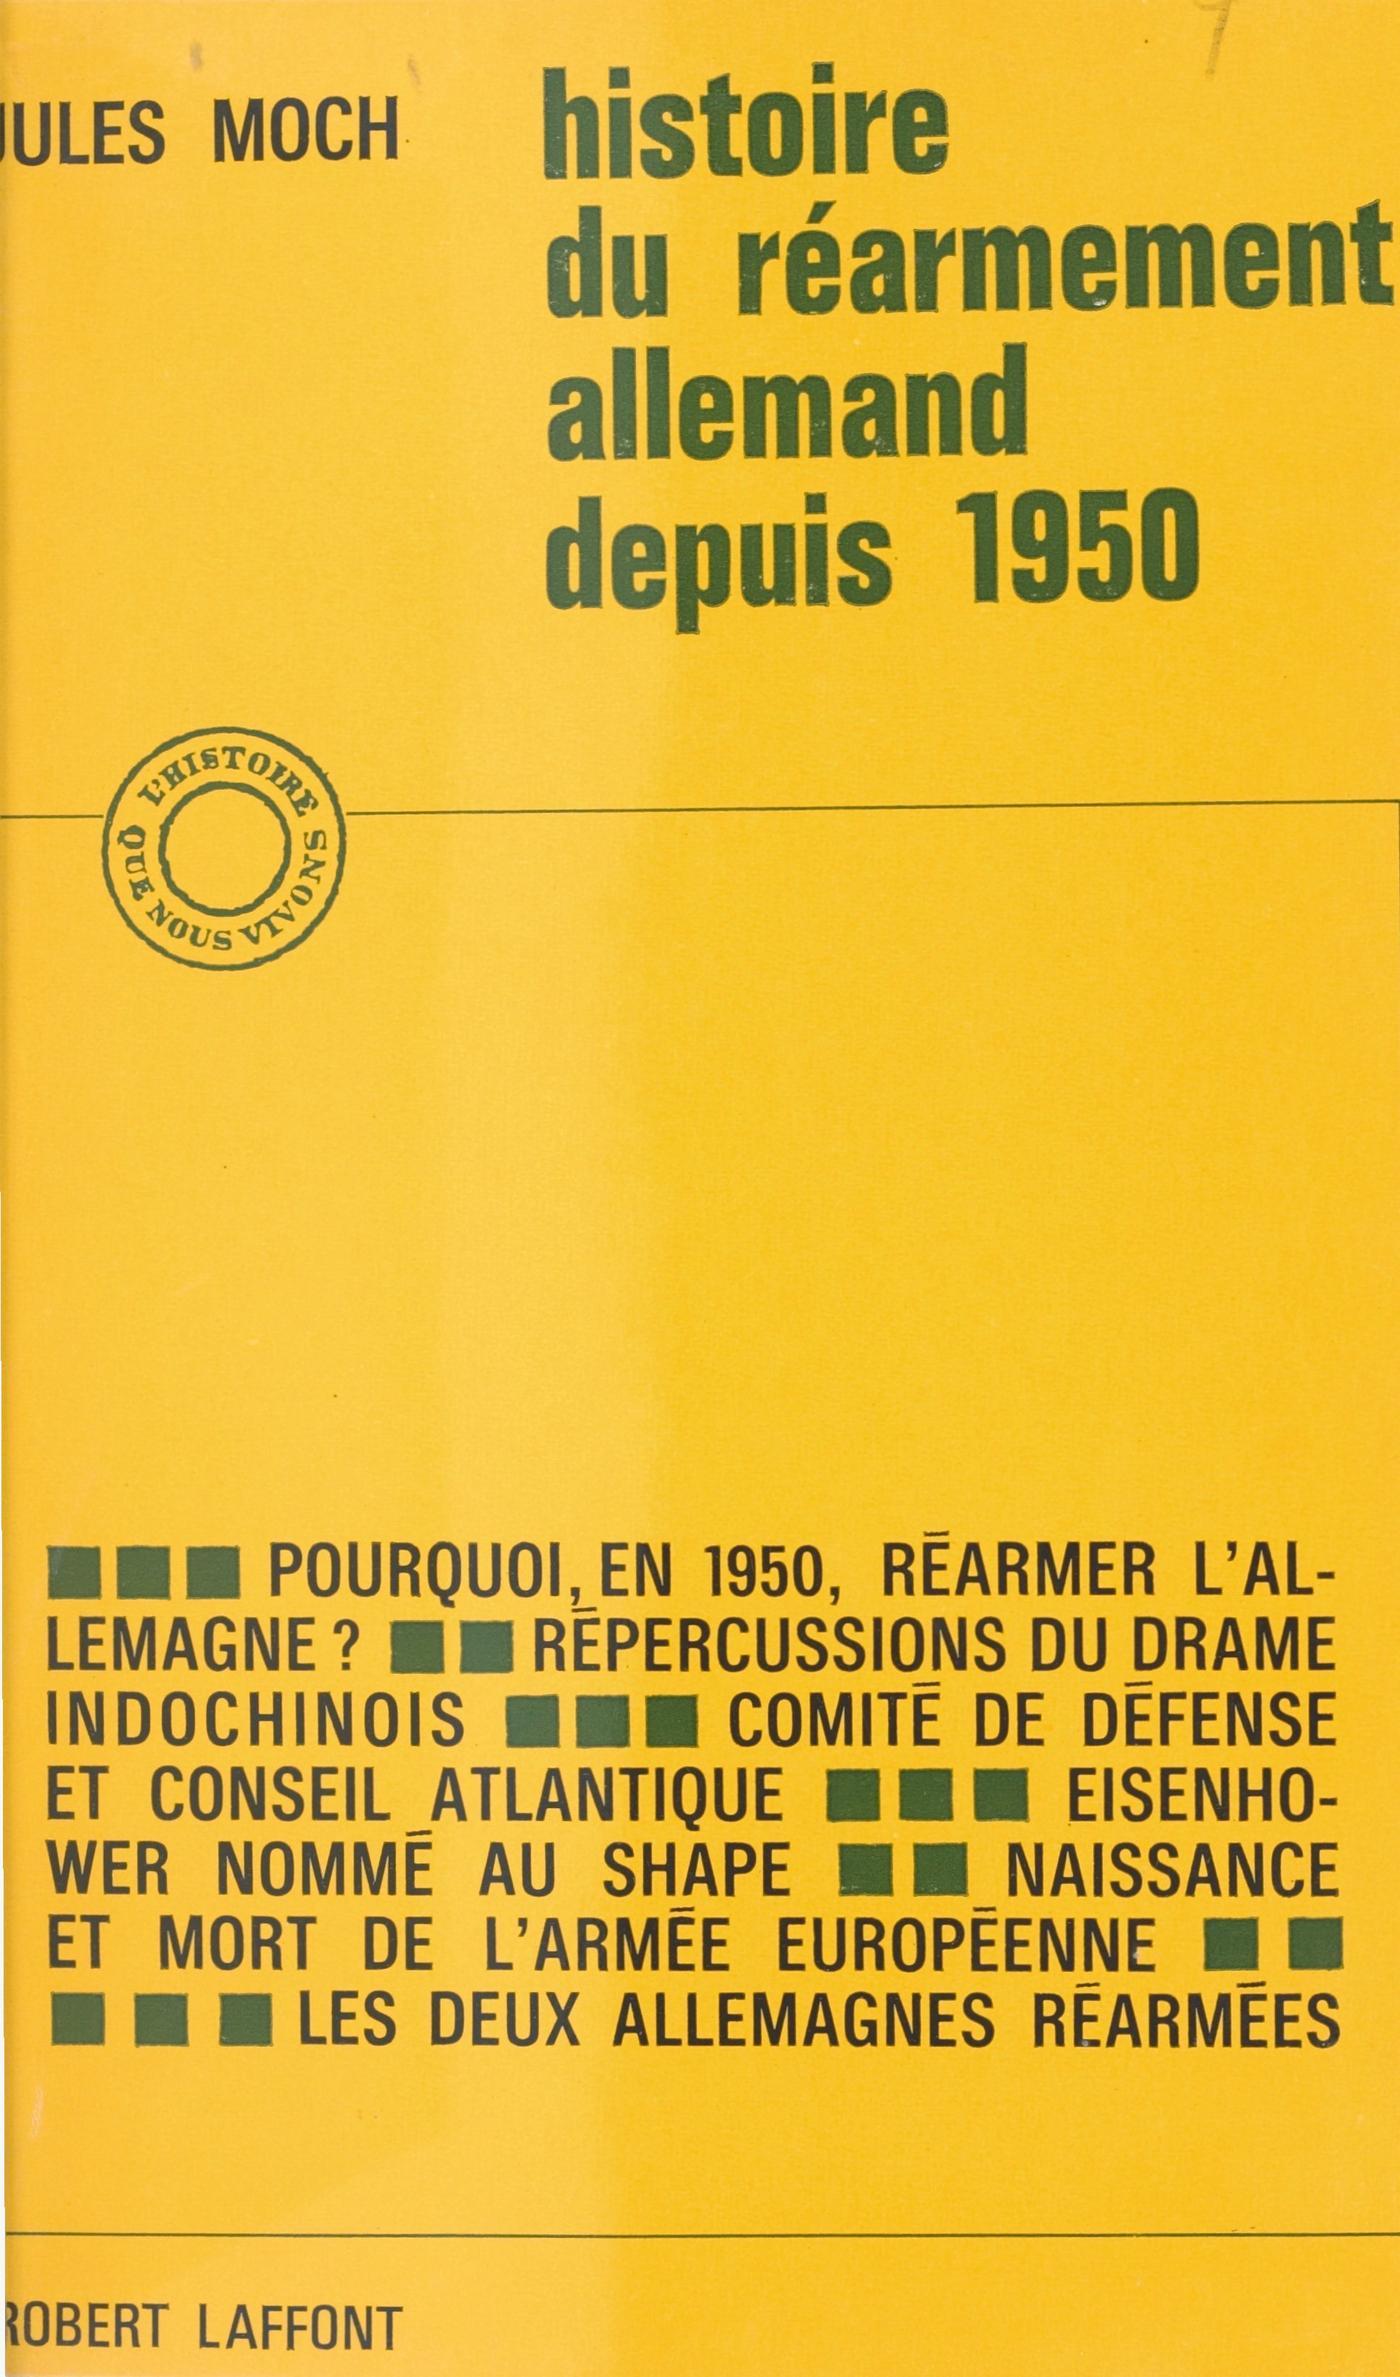 JULES MOCH
histoire
du réarmement
allemand
depuis 1950
L'HISTOIRE QUE NOUS VIVONS
POURQUOI, EN 1950, RÉARMER L'AL-
LEMAGNE ? RÉPERCUSSIONS DU DRAME
INDOCHINOIS COMITÉ DE DÉFENSE
ET CONSEIL ATLANTIQUE EISENHO-
WER NOMMÉ AU SHAPE NAISSANCE
ET MORT DE L'ARMÉE EUROPÉENNE
LES DEUX ALLEMAGNES RÉARMÉES
ROBERT LAFFONT